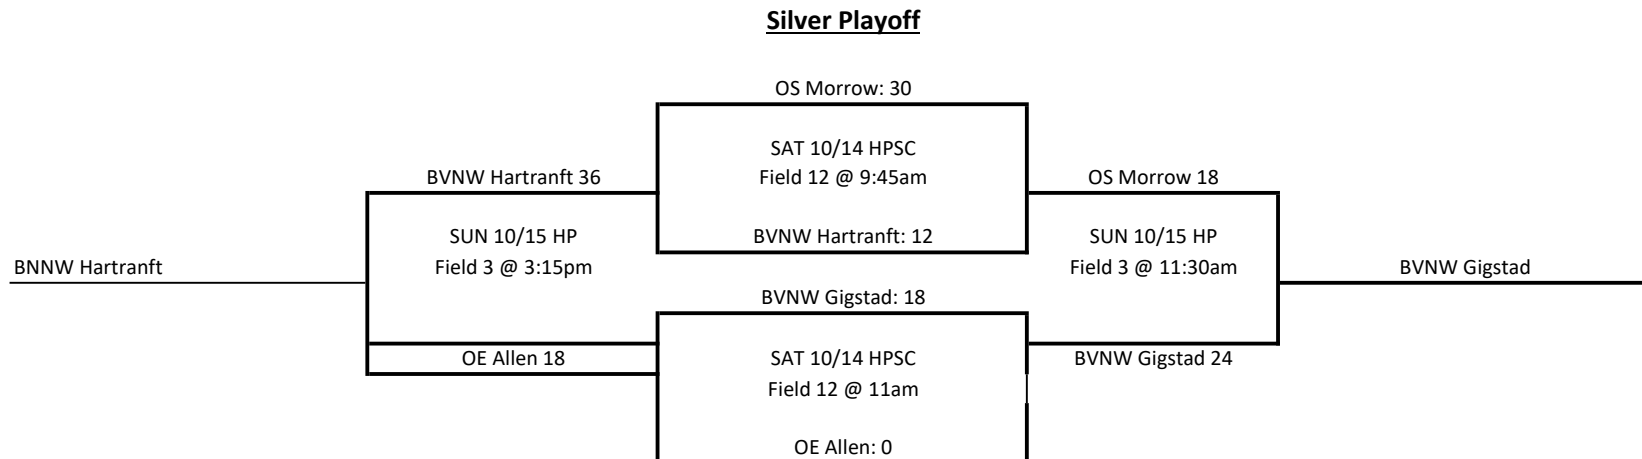 Silver Playoff
OS Morrow: 30
SAT 10/14 HPSC
Field 12 @ 9:45am
BVNW Hartranft 36
OS Morrow 18
SUN 10/15 HP
Field 3 @ 3:15pm
BVNW Hartranft: 12
SUN 10/15 HP
Field 3 @ 11:30am
BNNW Hartranft
BVNW Gigstad
BVNW Gigstad: 18
OE Allen 18
SAT 10/14 HPSC
Field 12 @ 11am
BVNW Gigstad 24
OE Allen: 0